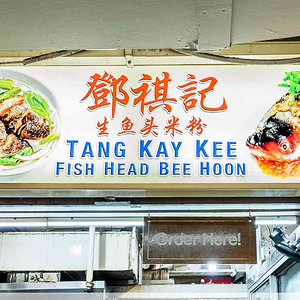 鄧祺記
生鱼头米粉
TANG KAY KEE
FISH HEAD BEE HOON
Order Here!